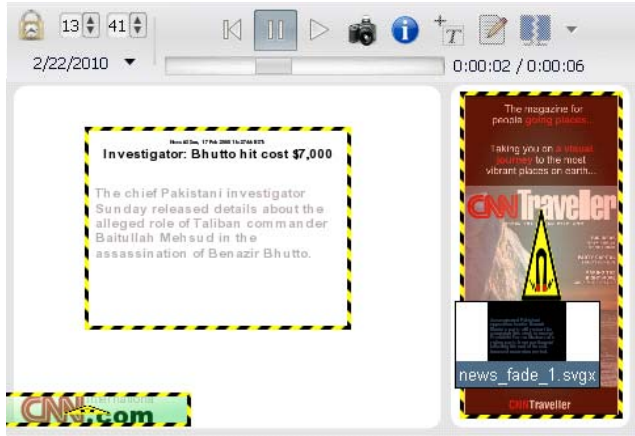 13 41
2/22/2010
0:00:02 / 0:00:06
Investigator: Bhutto hit cost $7,000
The chief Pakistani investigator
Sunday released details about the
alleged role of Taliban commander
Baitullah Mehsud in the
assassination of Benazir Bhutto.
CNN.com
International
The magazine for
people going places...
Taking you on a visual
journey to the most
vibrant places on earth...
CNN Traveller
news_fade_1.svgx
CNN Traveller